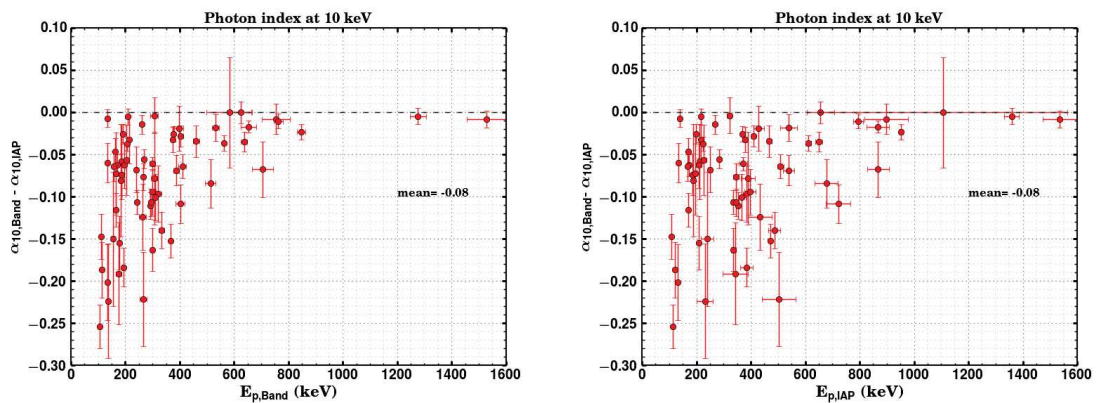 Photon index at 10 keV
0.10
0.05
0.00
−0.05
−0.10
−0.15
−0.20
−0.25
−0.30
α10,Band - α10,IAP
mean= -0.08
0 200 400 600 800 1000 1200 1400 1600
Ep,Band (keV)
Photon index at 10 keV
0.10
0.05
0.00
−0.05
−0.10
−0.15
−0.20
−0.25
−0.30
α10,Band- α10,IAP
mean= -0.08
0 200 400 600 800 1000 1200 1400 1600
Ep,IAP (keV)